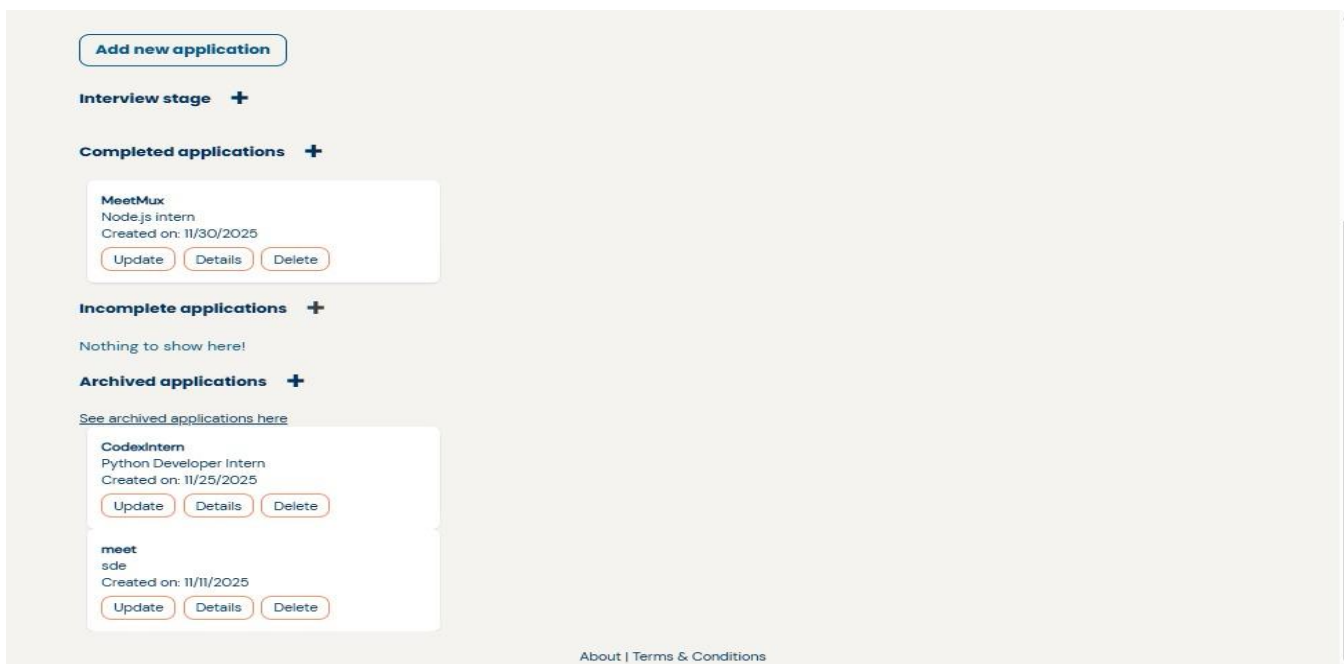 Add new application
Interview stage +
Completed applications +
MeetMux
Node.js intern
Created on: 11/30/2025
Update Details Delete
Incomplete applications +
Nothing to show here!
Archived applications +
See archived applications here
CodexIntern
Python Developer Intern
Created on: 11/25/2025
Update Details Delete
meet
sde
Created on: 11/11/2025
Update Details Delete
About | Terms & Conditions